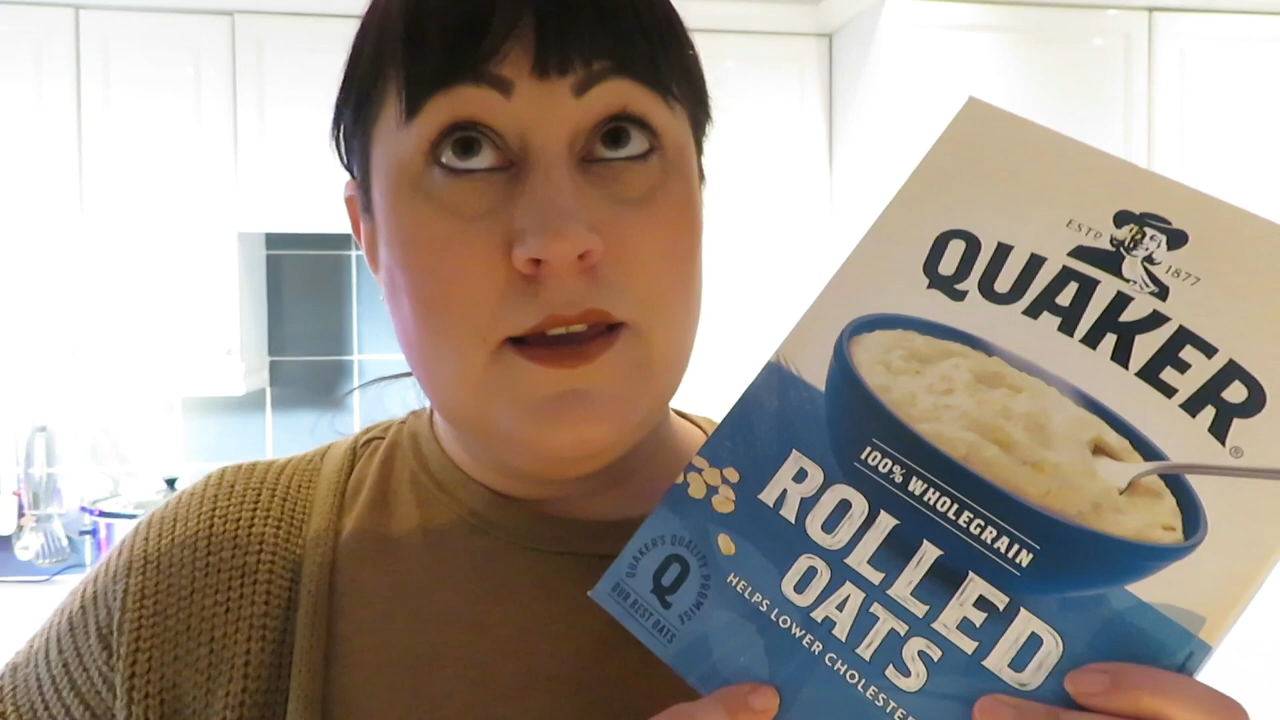 ESTD 1877
QUAKER®
100% WHOLEGRAIN
ROLLED
OATS
HELPS LOWER CHOLESTE
QUAKER'S QUALITY PROMISE
Q
OUR BEST OATS